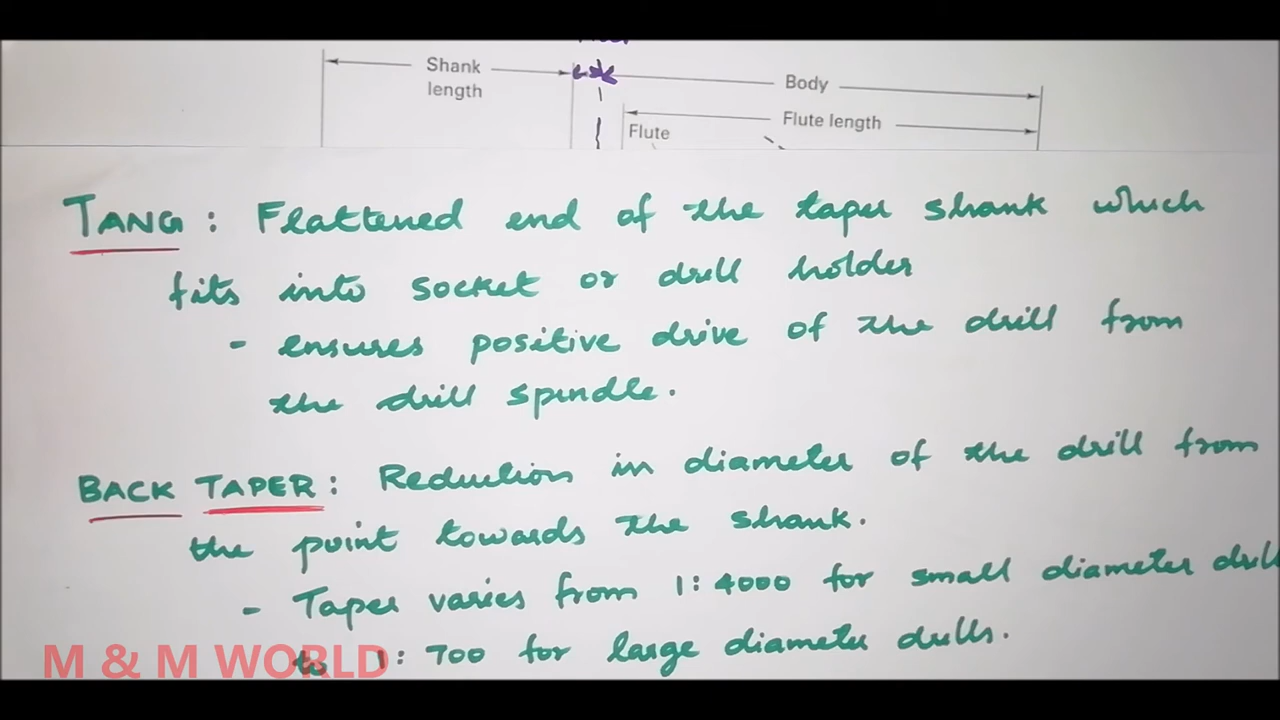 Shank
length
Body
Flute length
Flute
TANG : Flattened end of the taper shank which
fits into socket or drill holder
- ensures positive drive of the drill from
the drill spindle.
BACK TAPER : Reduction in diameter of the drill from
the point towards the shank.
- Taper varies from 1:4000 for small diameter drill
to 1:700 for large diameter drills.
M & M WORLD